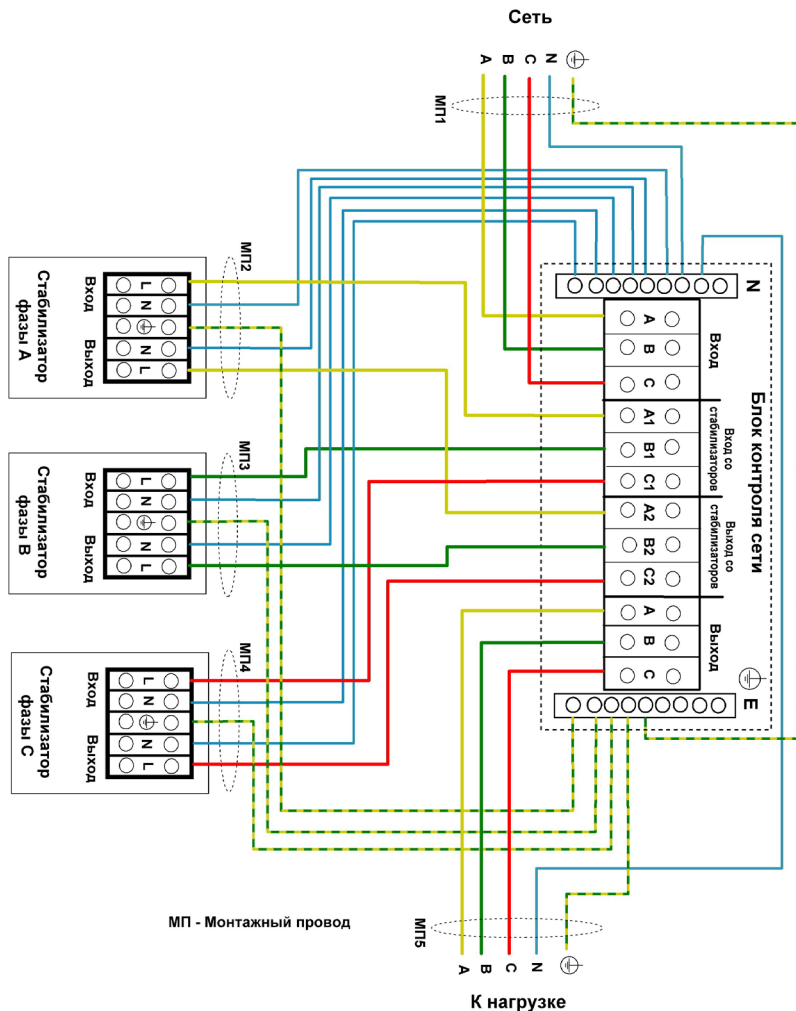 Сеть
A
B
C
N
МП1
МП2
Стабилизатор
фазы А
Вход
Выход
L
N
N
L
МП3
Стабилизатор
фазы В
Вход
Выход
L
N
N
L
МП4
Стабилизатор
фазы С
Вход
Выход
L
N
N
L
N
Блок контроля сети
Вход
A
B
C
Вход со
стабилизаторов
A1
B1
C1
Выход со
стабилизаторов
A2
B2
C2
Выход
A
B
C
E
МП - Монтажный провод
МП5
A
B
C
N
К нагрузке